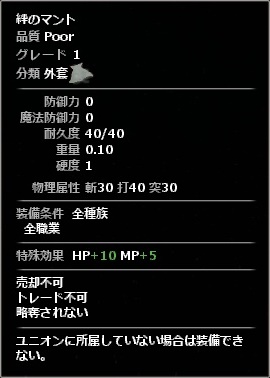 絆のマント
品質 Poor
グレード 1
分類 外套
防御力 0
魔法防御力 0
耐久度 40/40
重量 0.10
硬度 1
物理属性 斬30 打40 突30
装備条件 全種族
全職業
特殊効果 HP+10 MP+5
売却不可
トレード不可
略奪されない
ユニオンに所属していない場合は装備でき
ない。